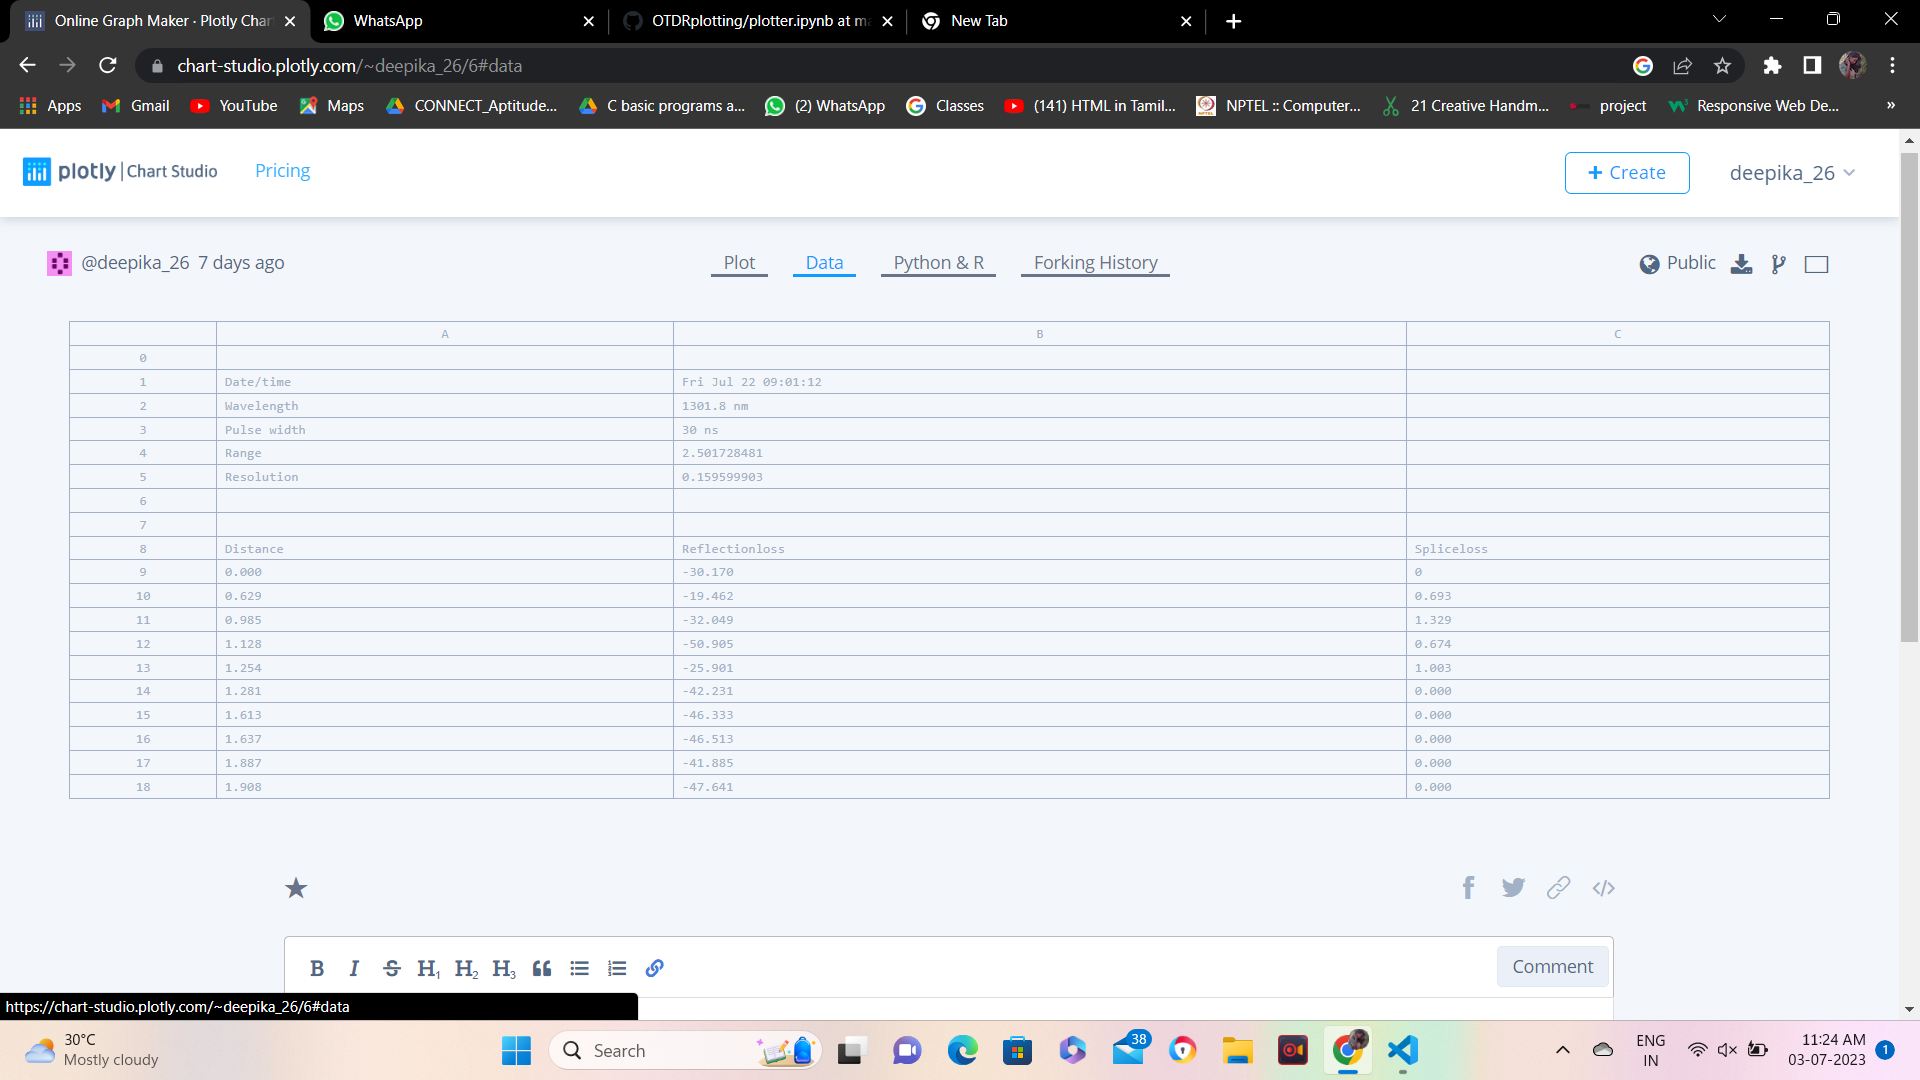 Online Graph Maker · Plotly Char
WhatsApp
OTDRplotting/plotter.ipynb at ma
New Tab
chart-studio.plotly.com/~deepika_26/6#data
Apps
Gmail
YouTube
Maps
CONNECT_Aptitude...
C basic programs a...
(2) WhatsApp
Classes
(141) HTML in Tamil...
NPTEL :: Computer...
21 Creative Handm...
project
Responsive Web De...
»
plotly | Chart Studio
Pricing
+ Create
deepika_26
@deepika_26 7 days ago
Plot
Data
Python & R
Forking History
Public
A B C
0
1 Date/time Fri Jul 22 09:01:12
2 Wavelength 1301.8 nm
3 Pulse width 30 ns
4 Range 2.501728481
5 Resolution 0.159599903
6
7
8 Distance Reflectionloss Spliceloss
9 0.000 -30.170 0
10 0.629 -19.462 0.693
11 0.985 -32.049 1.329
12 1.128 -50.905 0.674
13 1.254 -25.901 1.003
14 1.281 -42.231 0.000
15 1.613 -46.333 0.000
16 1.637 -46.513 0.000
17 1.887 -41.885 0.000
18 1.908 -47.641 0.000
B I S H1 H2 H3
Comment
https://chart-studio.plotly.com/~deepika_26/6#data
30°C
Mostly cloudy
Search
38
ENG
IN
11:24 AM
03-07-2023
1